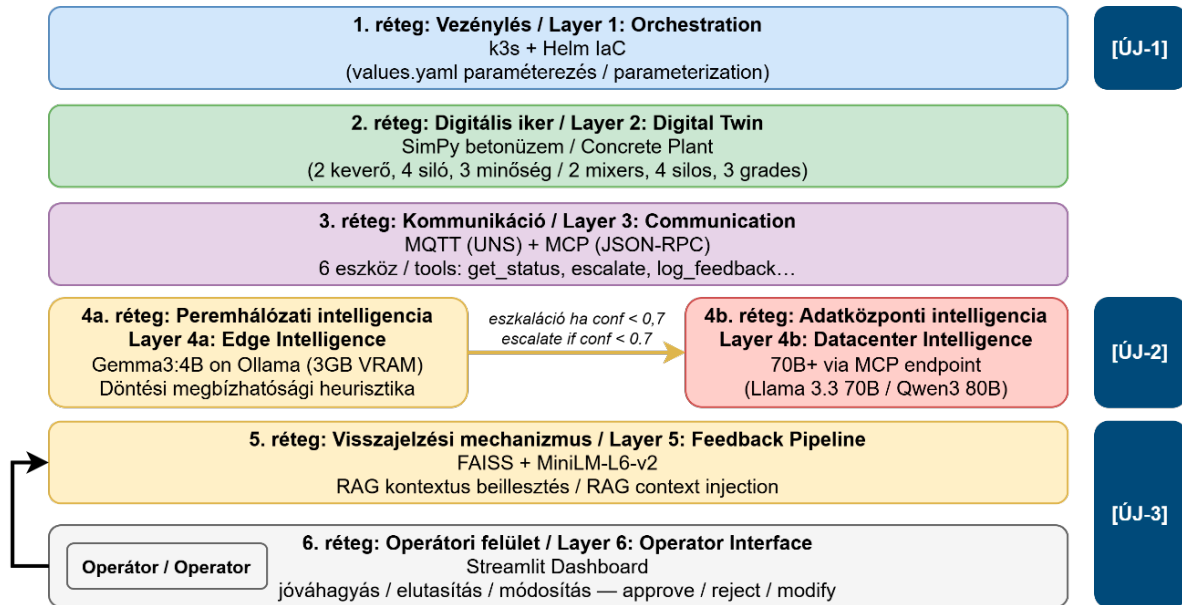 1. réteg: Vezénylés / Layer 1: Orchestration
k3s + Helm IaC
(values.yaml paraméterezés / parameterization)
[ÚJ-1]
2. réteg: Digitális iker / Layer 2: Digital Twin
SimPy betonüzem / Concrete Plant
(2 keverő, 4 siló, 3 minőség / 2 mixers, 4 silos, 3 grades)
3. réteg: Kommunikáció / Layer 3: Communication
MQTT (UNS) + MCP (JSON-RPC)
6 eszköz / tools: get_status, escalate, log_feedback…
4a. réteg: Peremhálózati intelligencia
Layer 4a: Edge Intelligence
Gemma3:4B on Ollama (3GB VRAM)
Döntési megbízhatósági heurisztika
eszkaláció ha conf < 0,7
escalate if conf < 0.7
4b. réteg: Adatközponti intelligencia
Layer 4b: Datacenter Intelligence
70B+ via MCP endpoint
(Llama 3.3 70B / Qwen3 80B)
[ÚJ-2]
5. réteg: Visszajelzési mechanizmus / Layer 5: Feedback Pipeline
FAISS + MiniLM-L6-v2
RAG kontextus beillesztés / RAG context injection
[ÚJ-3]
6. réteg: Operátori felület / Layer 6: Operator Interface
Operátor / Operator
Streamlit Dashboard
jóváhagyás / elutasítás / módosítás — approve / reject / modify